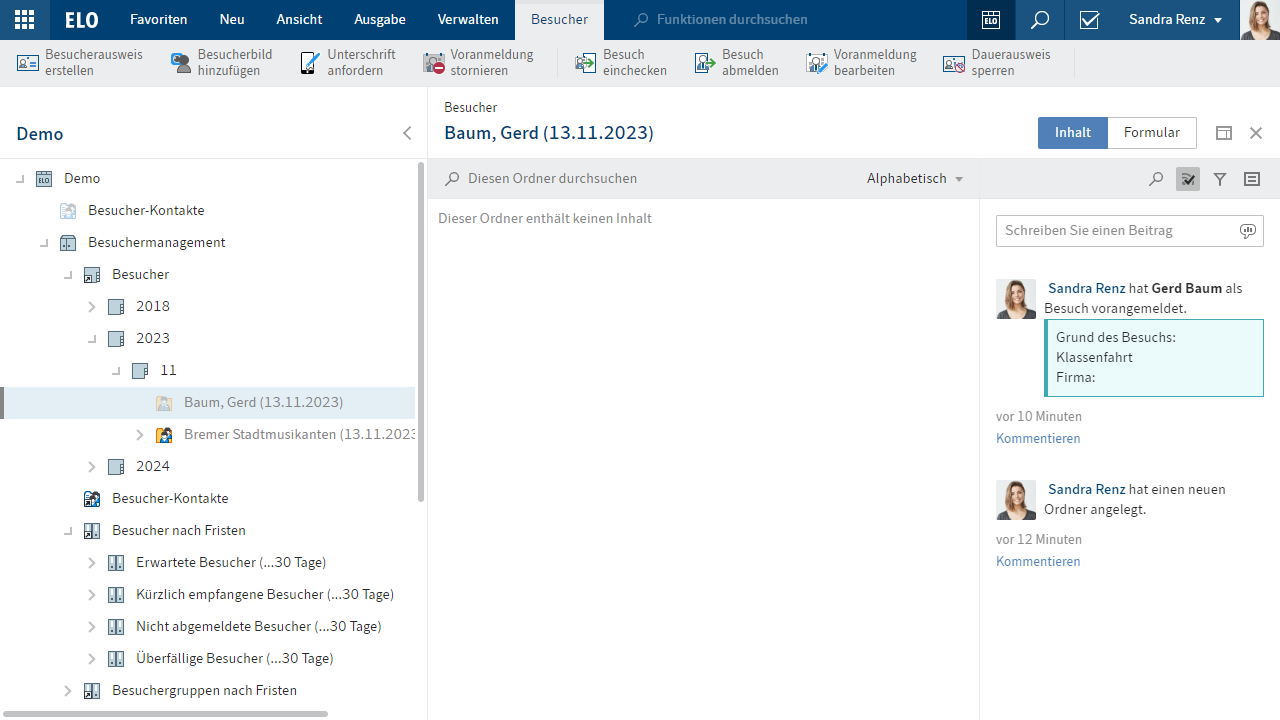 ELO Favoriten Neu Ansicht Ausgabe Verwalten Besucher Funktionen durchsuchen ELO Sandra Renz
Besucherausweis erstellen
Besucherbild hinzufügen
Unterschrift anfordern
Voranmeldung stornieren
Besuch einchecken
Besuch abmelden
Voranmeldung bearbeiten
Dauerausweis sperren
Demo
ELO Demo
Besucher-Kontakte
Besuchermanagement
Besucher
2018
2023
11
Baum, Gerd (13.11.2023)
Bremer Stadtmusikanten (13.11.2023
2024
Besucher-Kontakte
Besucher nach Fristen
Erwartete Besucher (...30 Tage)
Kürzlich empfangene Besucher (...30 Tage)
Nicht abgemeldete Besucher (...30 Tage)
Überfällige Besucher (...30 Tage)
Besuchergruppen nach Fristen
Besucher
Baum, Gerd (13.11.2023)
Inhalt Formular
Diesen Ordner durchsuchen Alphabetisch
Dieser Ordner enthält keinen Inhalt
Schreiben Sie einen Beitrag
Sandra Renz hat Gerd Baum als
Besuch vorangemeldet.
Grund des Besuchs:
Klassenfahrt
Firma:
vor 10 Minuten
Kommentieren
Sandra Renz hat einen neuen
Ordner angelegt.
vor 12 Minuten
Kommentieren